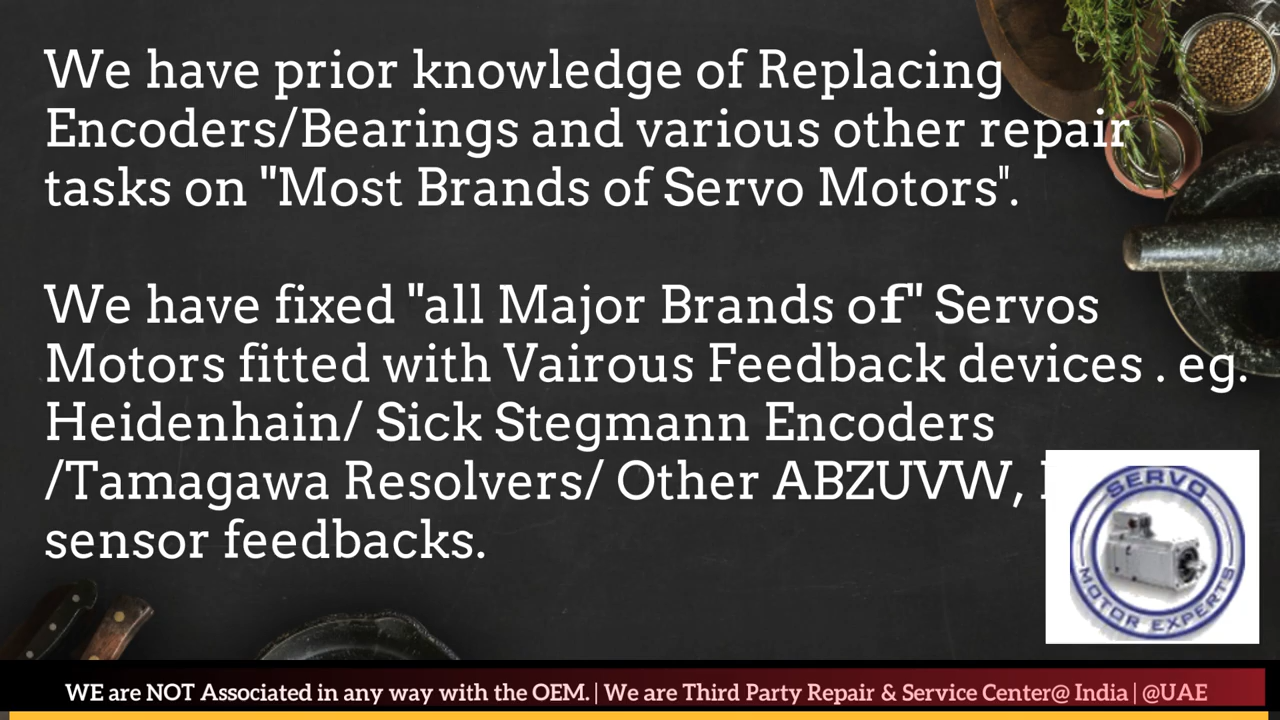 We have prior knowledge of Replacing
Encoders/Bearings and various other repair
tasks on "Most Brands of Servo Motors".
We have fixed "all Major Brands of" Servos
Motors fitted with Vairous Feedback devices . eg.
Heidenhain/ Sick Stegmann Encoders
/Tamagawa Resolvers/ Other ABZUVW,
sensor feedbacks.
SERVO
MOTOR EXPERTS
WE are NOT Associated in any way with the OEM. | We are Third Party Repair & Service Center@ India | @UAE